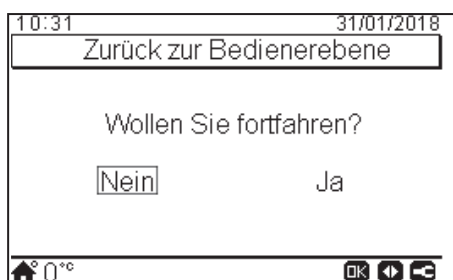 10:31 31/01/2018
Zurück zur Bedienerebene
Wollen Sie fortfahren?
Nein Ja
0°C OK